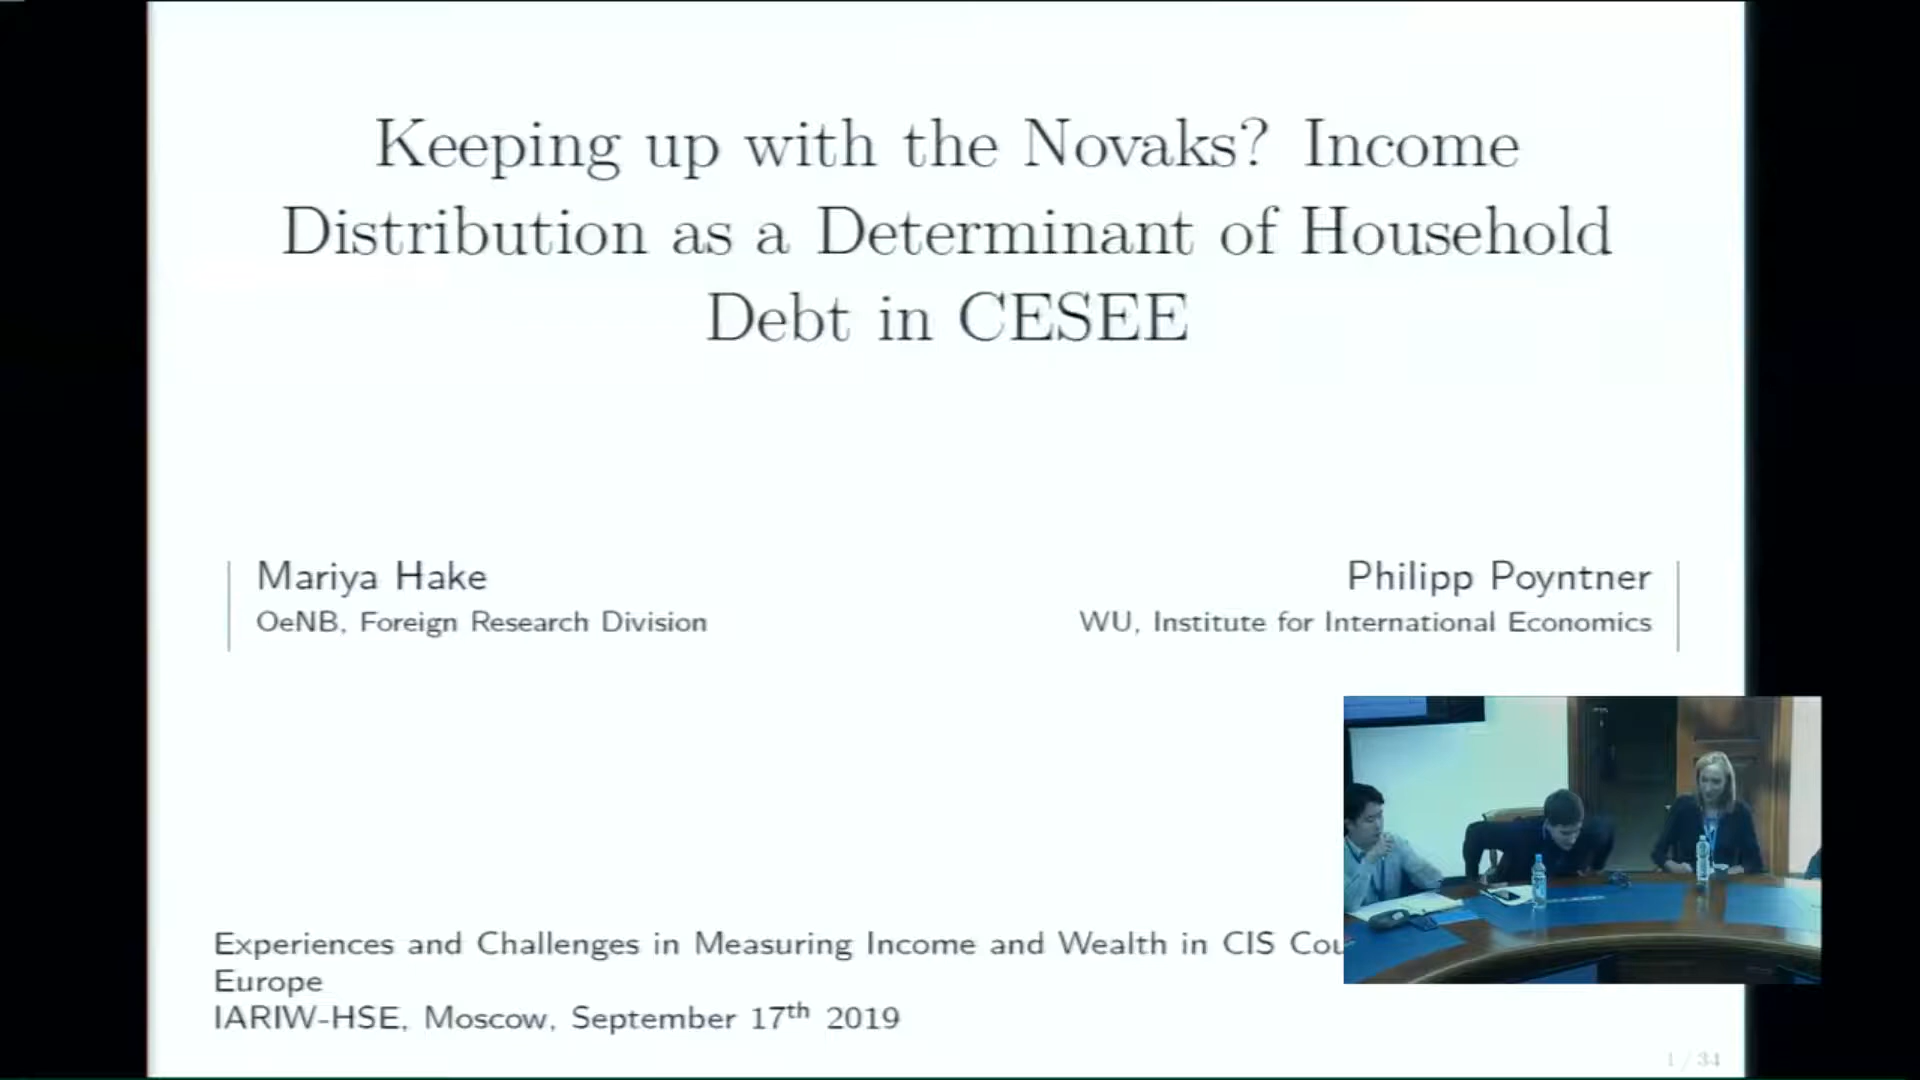 Keeping up with the Novaks? Income
Distribution as a Determinant of Household
Debt in CESEE
Mariya Hake
OeNB, Foreign Research Division
Philipp Poyntner
WU, Institute for International Economics
Experiences and Challenges in Measuring Income and Wealth in CIS Cou
Europe
IARIW-HSE, Moscow, September 17th 2019
1 / 34